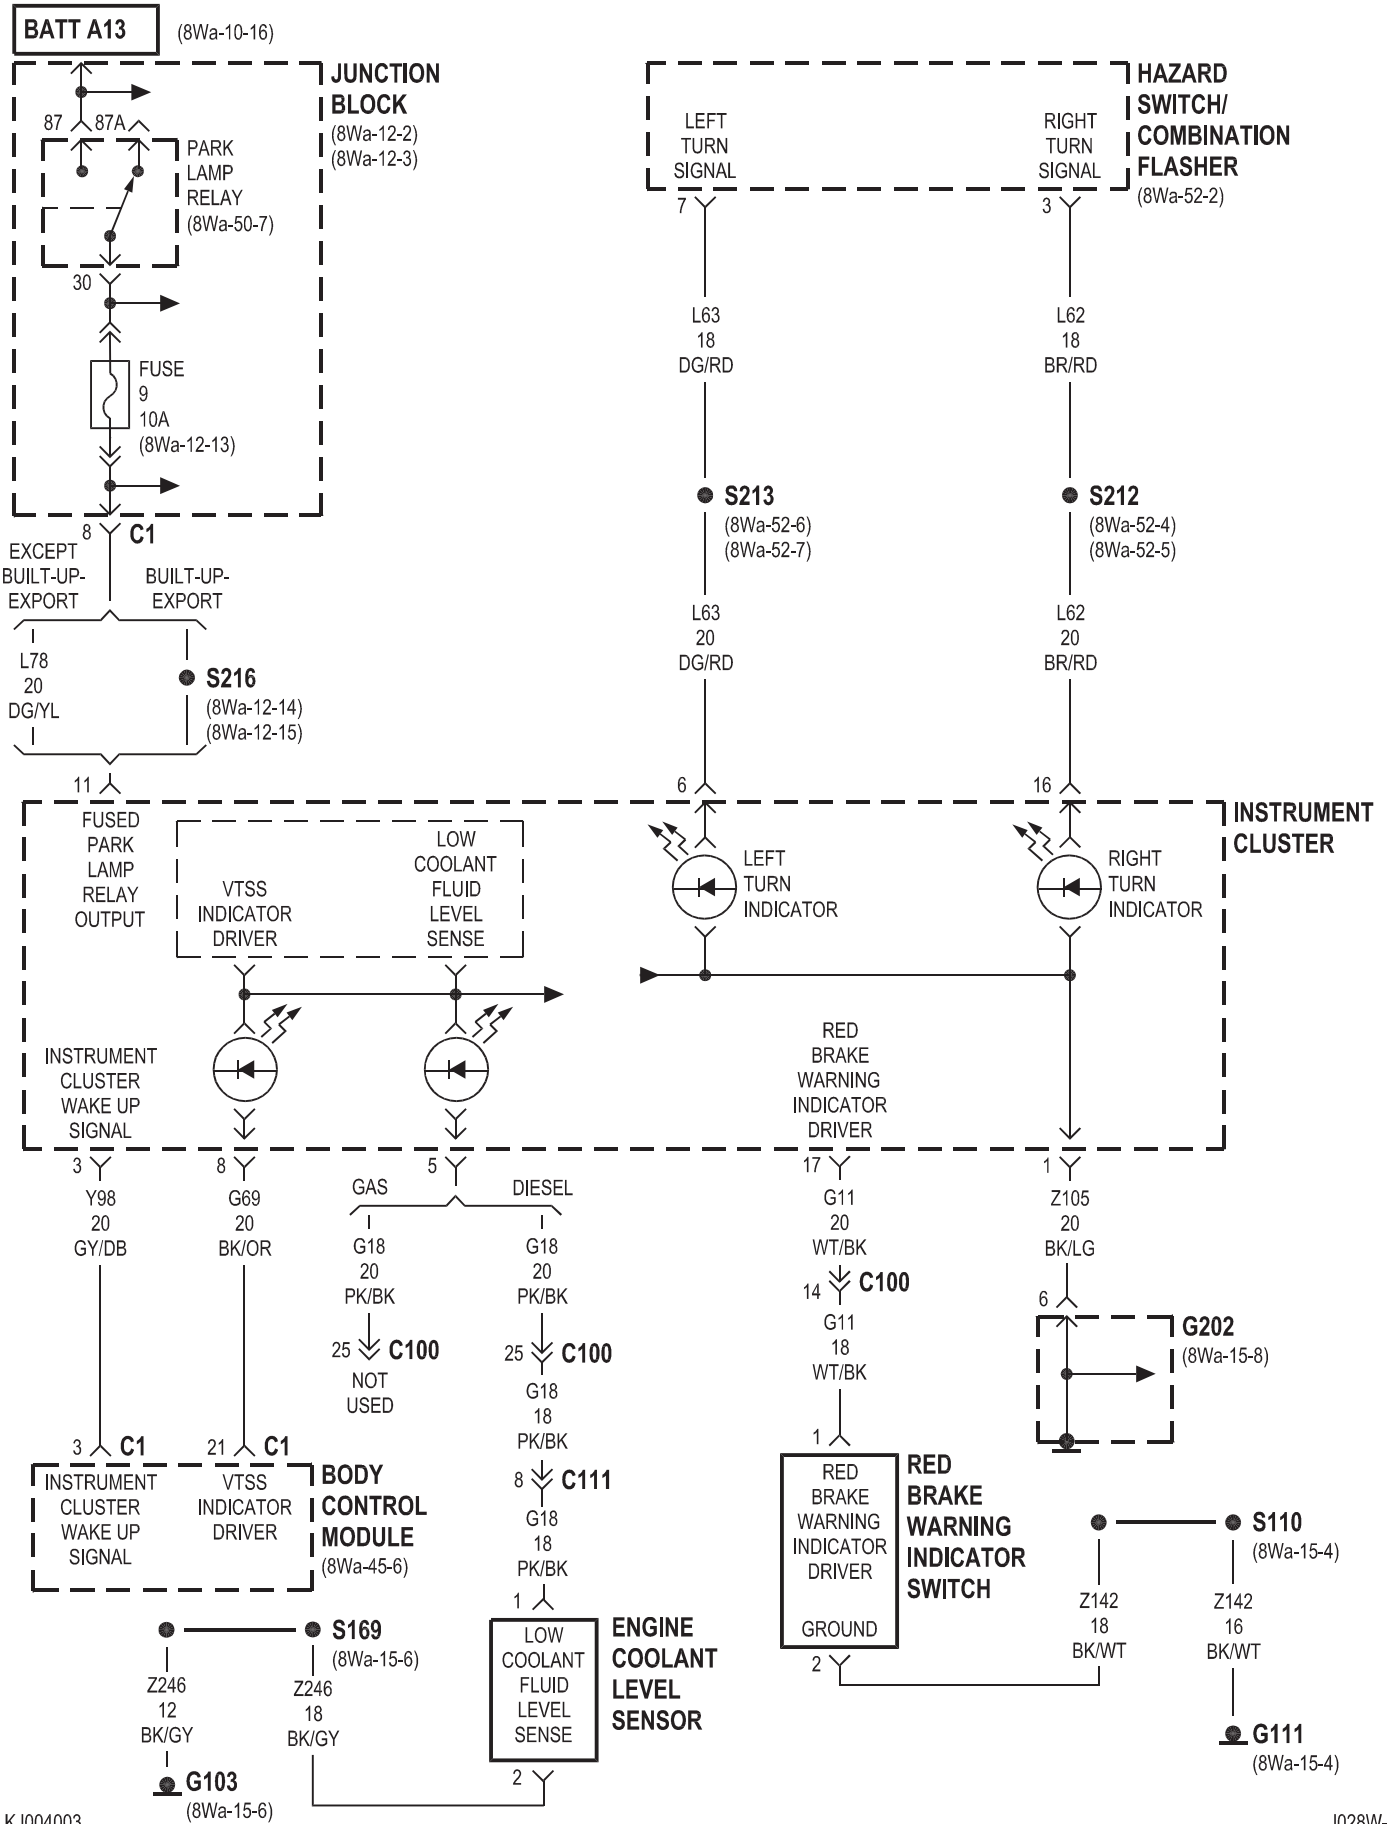 BATT A13
(8Wa-10-16)
JUNCTION
BLOCK
(8Wa-12-2)
(8Wa-12-3)
87
87A
PARK
LAMP
RELAY
(8Wa-50-7)
30
FUSE
9
10A
(8Wa-12-13)
8
C1
EXCEPT
BUILT-UP-
EXPORT
BUILT-UP-
EXPORT
L78
20
DG/YL
S216
(8Wa-12-14)
(8Wa-12-15)
11
HAZARD
SWITCH/
COMBINATION
FLASHER
(8Wa-52-2)
LEFT
TURN
SIGNAL
RIGHT
TURN
SIGNAL
7
3
L63
18
DG/RD
L62
18
BR/RD
S213
(8Wa-52-6)
(8Wa-52-7)
S212
(8Wa-52-4)
(8Wa-52-5)
L63
20
DG/RD
L62
20
BR/RD
6
16
INSTRUMENT
CLUSTER
FUSED
PARK
LAMP
RELAY
OUTPUT
VTSS
INDICATOR
DRIVER
LOW
COOLANT
FLUID
LEVEL
SENSE
LEFT
TURN
INDICATOR
RIGHT
TURN
INDICATOR
INSTRUMENT
CLUSTER
WAKE UP
SIGNAL
RED
BRAKE
WARNING
INDICATOR
DRIVER
3
8
5
17
1
Y98
20
GY/DB
G69
20
BK/OR
GAS
DIESEL
G18
20
PK/BK
G18
20
PK/BK
G11
20
WT/BK
Z105
20
BK/LG
25
C100
NOT
USED
25
C100
14
C100
6
G202
(8Wa-15-8)
G18
18
PK/BK
G11
18
WT/BK
3
C1
21
C1
8
C111
1
INSTRUMENT
CLUSTER
WAKE UP
SIGNAL
VTSS
INDICATOR
DRIVER
BODY
CONTROL
MODULE
(8Wa-45-6)
G18
18
PK/BK
1
RED
BRAKE
WARNING
INDICATOR
DRIVER
GROUND
RED
BRAKE
WARNING
INDICATOR
SWITCH
2
S110
(8Wa-15-4)
Z142
18
BK/WT
Z142
16
BK/WT
G111
(8Wa-15-4)
S169
(8Wa-15-6)
Z246
12
BK/GY
Z246
18
BK/GY
G103
(8Wa-15-6)
LOW
COOLANT
FLUID
LEVEL
SENSE
ENGINE
COOLANT
LEVEL
SENSOR
2
KJ004003
J028W-